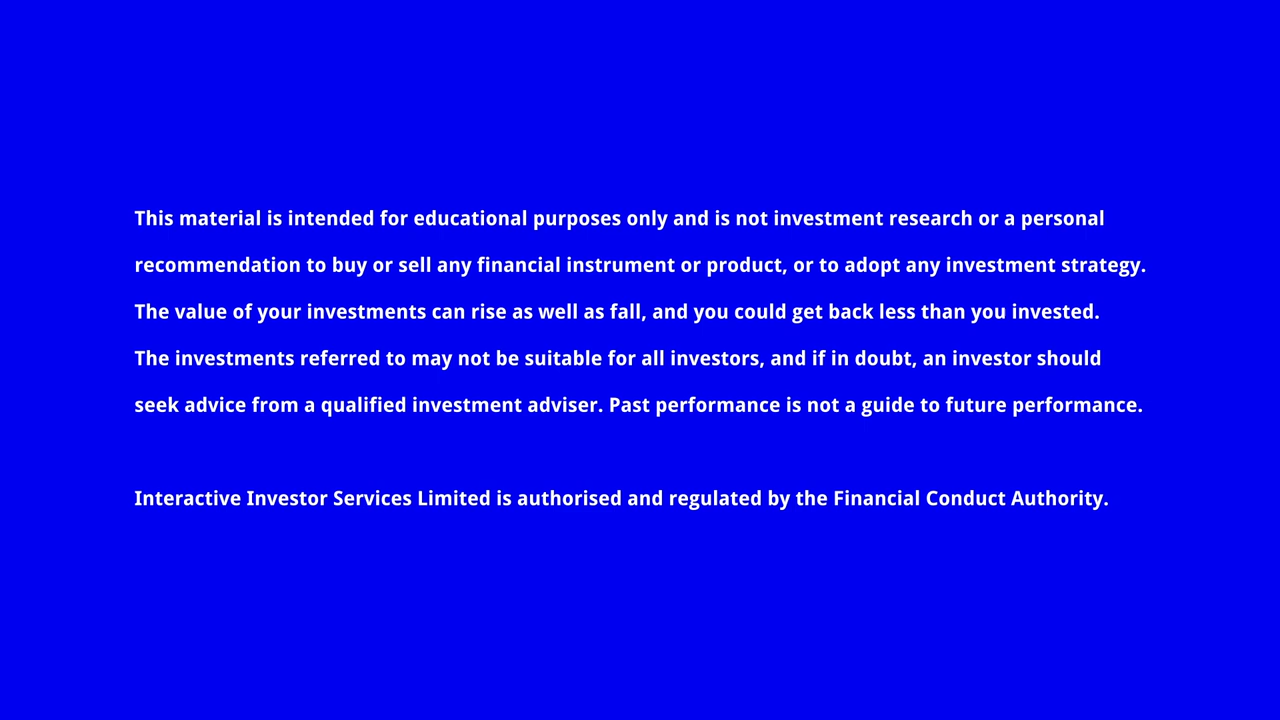 This material is intended for educational purposes only and is not investment research or a personal
recommendation to buy or sell any financial instrument or product, or to adopt any investment strategy.
The value of your investments can rise as well as fall, and you could get back less than you invested.
The investments referred to may not be suitable for all investors, and if in doubt, an investor should
seek advice from a qualified investment adviser. Past performance is not a guide to future performance.
Interactive Investor Services Limited is authorised and regulated by the Financial Conduct Authority.